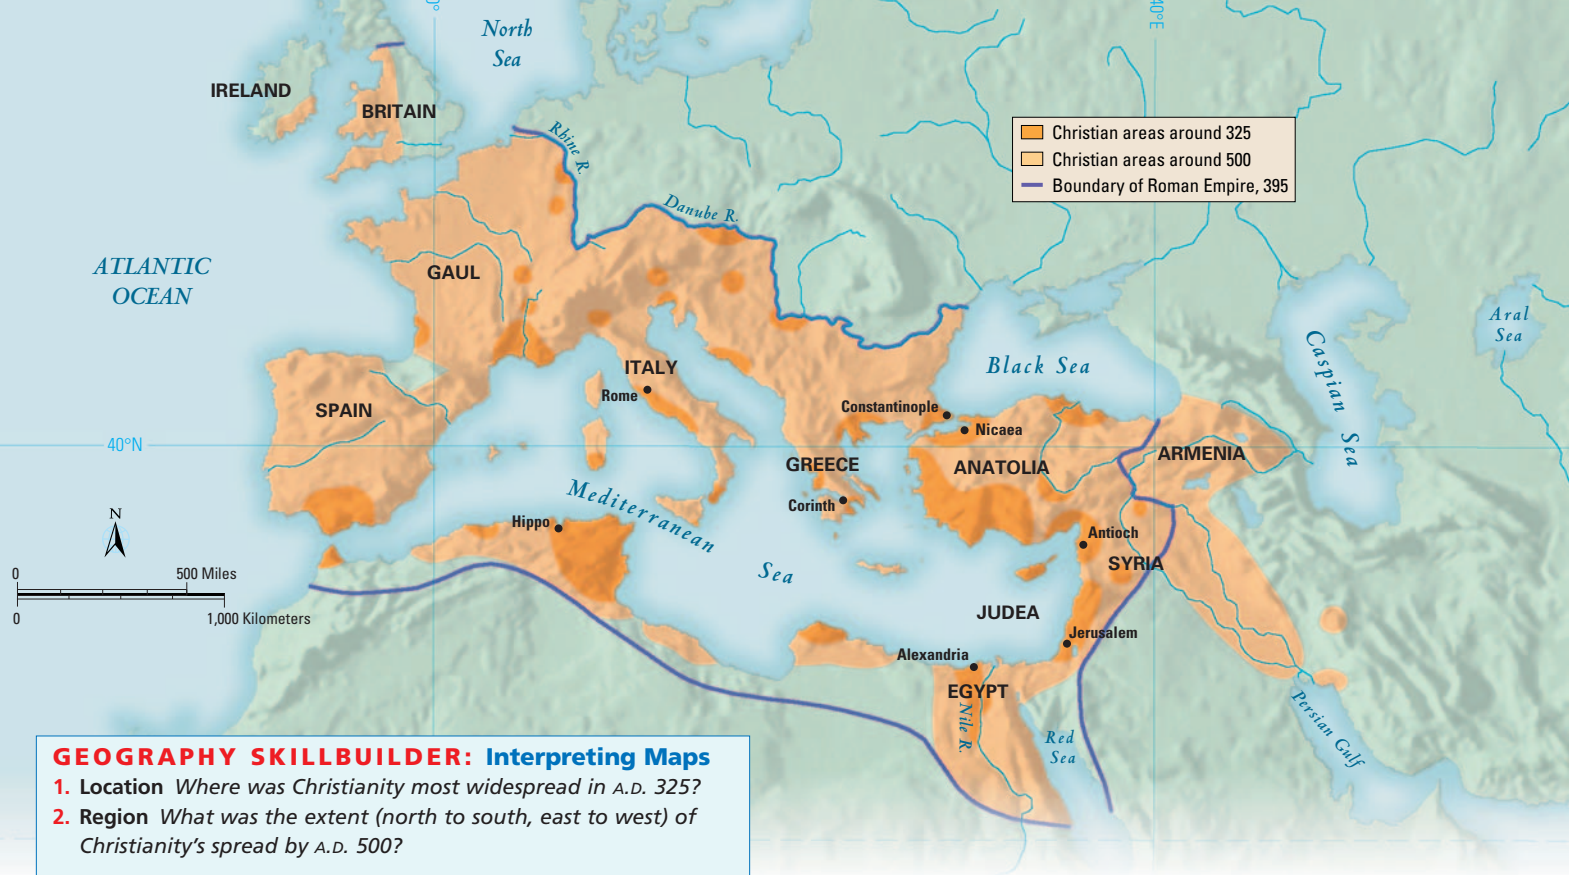 0°
40°E
North
Sea
IRELAND
BRITAIN
Rhine R.
Christian areas around 325
Christian areas around 500
Boundary of Roman Empire, 395
Danube R.
ATLANTIC
OCEAN
GAUL
Aral
Sea
Caspian Sea
Black Sea
ITALY
Rome
SPAIN
Constantinople
Nicaea
40°N
GREECE
ANATOLIA
ARMENIA
Corinth
Mediterranean
Sea
Hippo
N
Antioch
SYRIA
0
500 Miles
0
1,000 Kilometers
JUDEA
Jerusalem
Alexandria
EGYPT
Nile R.
Red
Sea
Persian Gulf
GEOGRAPHY SKILLBUILDER: Interpreting Maps
1. Location Where was Christianity most widespread in A.D. 325?
2. Region What was the extent (north to south, east to west) of
Christianity's spread by A.D. 500?